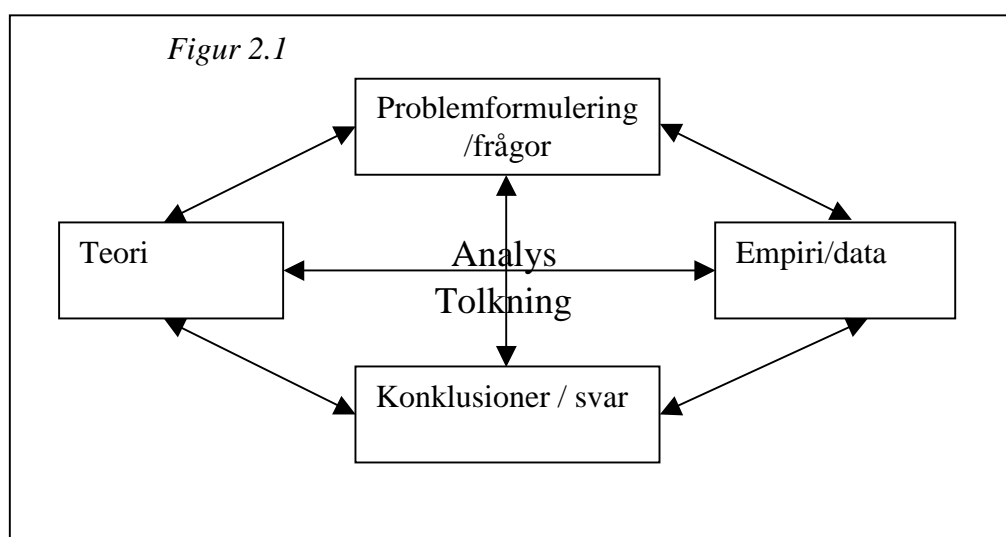 Figur 2.1
Problemformulering
/frågor
Teori
Analys
Tolkning
Empiri/data
Konklusioner / svar